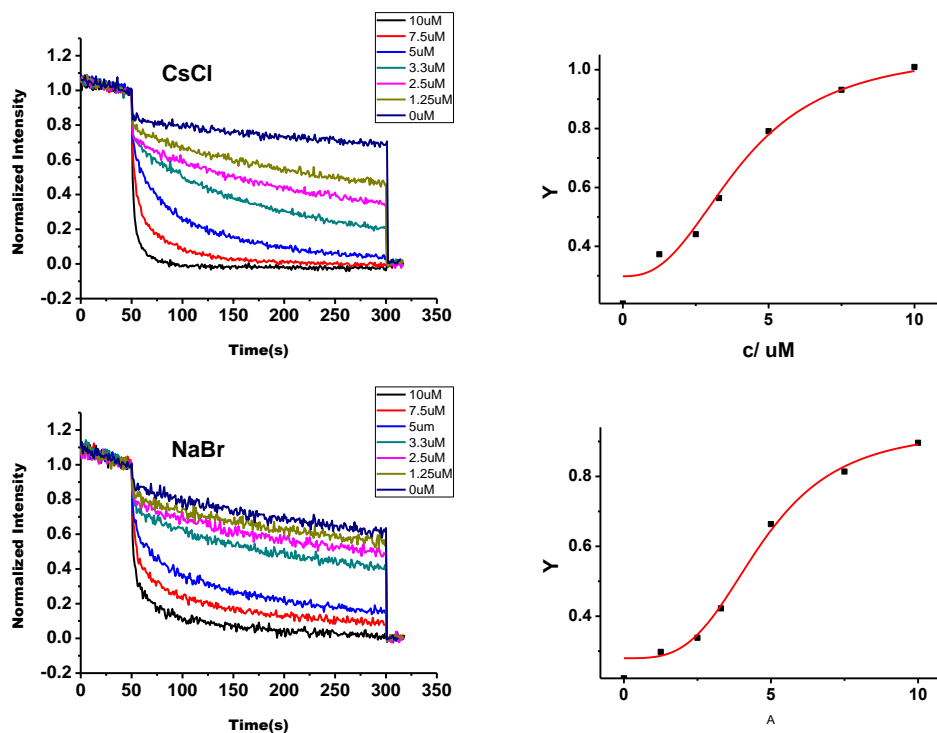 CsCl
10uM
7.5uM
5uM
3.3uM
2.5uM
1.25uM
0uM
Normalized Intensity
1.2
1.0
0.8
0.6
0.4
0.2
0.0
-0.2
0 50 100 150 200 250 300 350
Time(s)
Y
1.0
0.8
0.6
0.4
0 5 10
c/ uM
NaBr
10uM
7.5uM
5um
3.3uM
2.5uM
1.25uM
0uM
Normalized Intensity
1.2
1.0
0.8
0.6
0.4
0.2
0.0
-0.2
0 50 100 150 200 250 300 350
Time(s)
Y
0.8
0.6
0.4
0 5 10
A